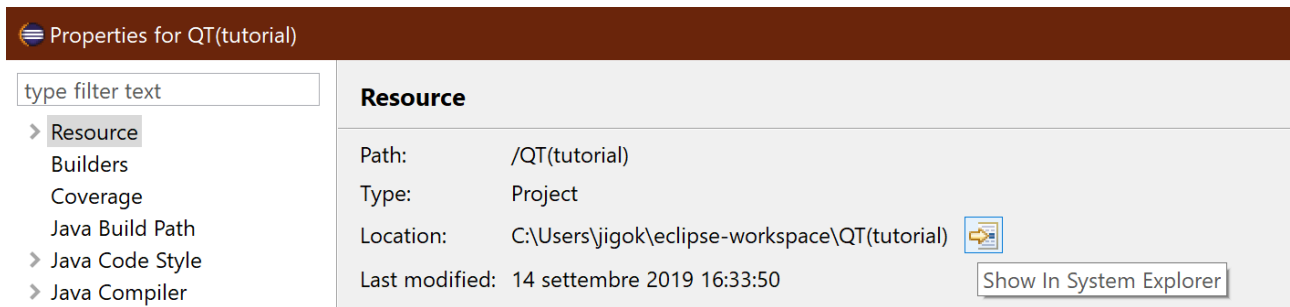 Properties for QT(tutorial)
type filter text
Resource
Builders
Coverage
Java Build Path
Java Code Style
Java Compiler
Resource
Path: /QT(tutorial)
Type: Project
Location: C:\Users\jigok\eclipse-workspace\QT(tutorial)
Last modified: 14 settembre 2019 16:33:50
Show In System Explorer